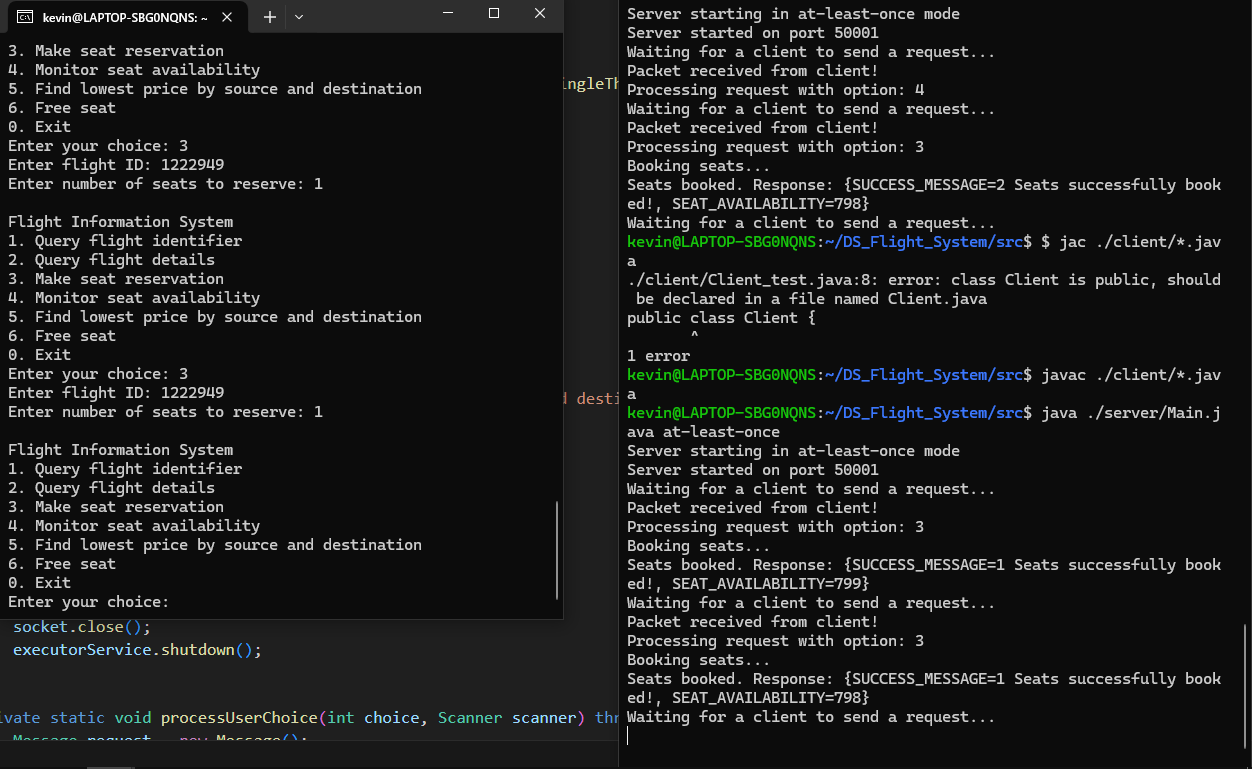 kevin@LAPTOP-SBG0NQNS: ~
3. Make seat reservation
4. Monitor seat availability
5. Find lowest price by source and destination
6. Free seat
0. Exit
Enter your choice: 3
Enter flight ID: 1222949
Enter number of seats to reserve: 1
Flight Information System
1. Query flight identifier
2. Query flight details
3. Make seat reservation
4. Monitor seat availability
5. Find lowest price by source and destination
6. Free seat
0. Exit
Enter your choice: 3
Enter flight ID: 1222949
Enter number of seats to reserve: 1
Flight Information System
1. Query flight identifier
2. Query flight details
3. Make seat reservation
4. Monitor seat availability
5. Find lowest price by source and destination
6. Free seat
0. Exit
Enter your choice:
ingleTh
d desti
socket.close();
executorService.shutdown();
ivate static void processUserChoice(int choice, Scanner scanner) thr
Message request = new Message();
Server starting in at-least-once mode
Server started on port 50001
Waiting for a client to send a request...
Packet received from client!
Processing request with option: 4
Waiting for a client to send a request...
Packet received from client!
Processing request with option: 3
Booking seats...
Seats booked. Response: {SUCCESS_MESSAGE=2 Seats successfully book
ed!, SEAT_AVAILABILITY=798}
Waiting for a client to send a request...
kevin@LAPTOP-SBG0NQNS:~/DS_Flight_System/src$ $ jac ./client/*.jav
a
./client/Client_test.java:8: error: class Client is public, should
be declared in a file named Client.java
public class Client {
^
1 error
kevin@LAPTOP-SBG0NQNS:~/DS_Flight_System/src$ javac ./client/*.jav
a
kevin@LAPTOP-SBG0NQNS:~/DS_Flight_System/src$ java ./server/Main.j
ava at-least-once
Server starting in at-least-once mode
Server started on port 50001
Waiting for a client to send a request...
Packet received from client!
Processing request with option: 3
Booking seats...
Seats booked. Response: {SUCCESS_MESSAGE=1 Seats successfully book
ed!, SEAT_AVAILABILITY=799}
Waiting for a client to send a request...
Packet received from client!
Processing request with option: 3
Booking seats...
Seats booked. Response: {SUCCESS_MESSAGE=1 Seats successfully book
ed!, SEAT_AVAILABILITY=798}
Waiting for a client to send a request...